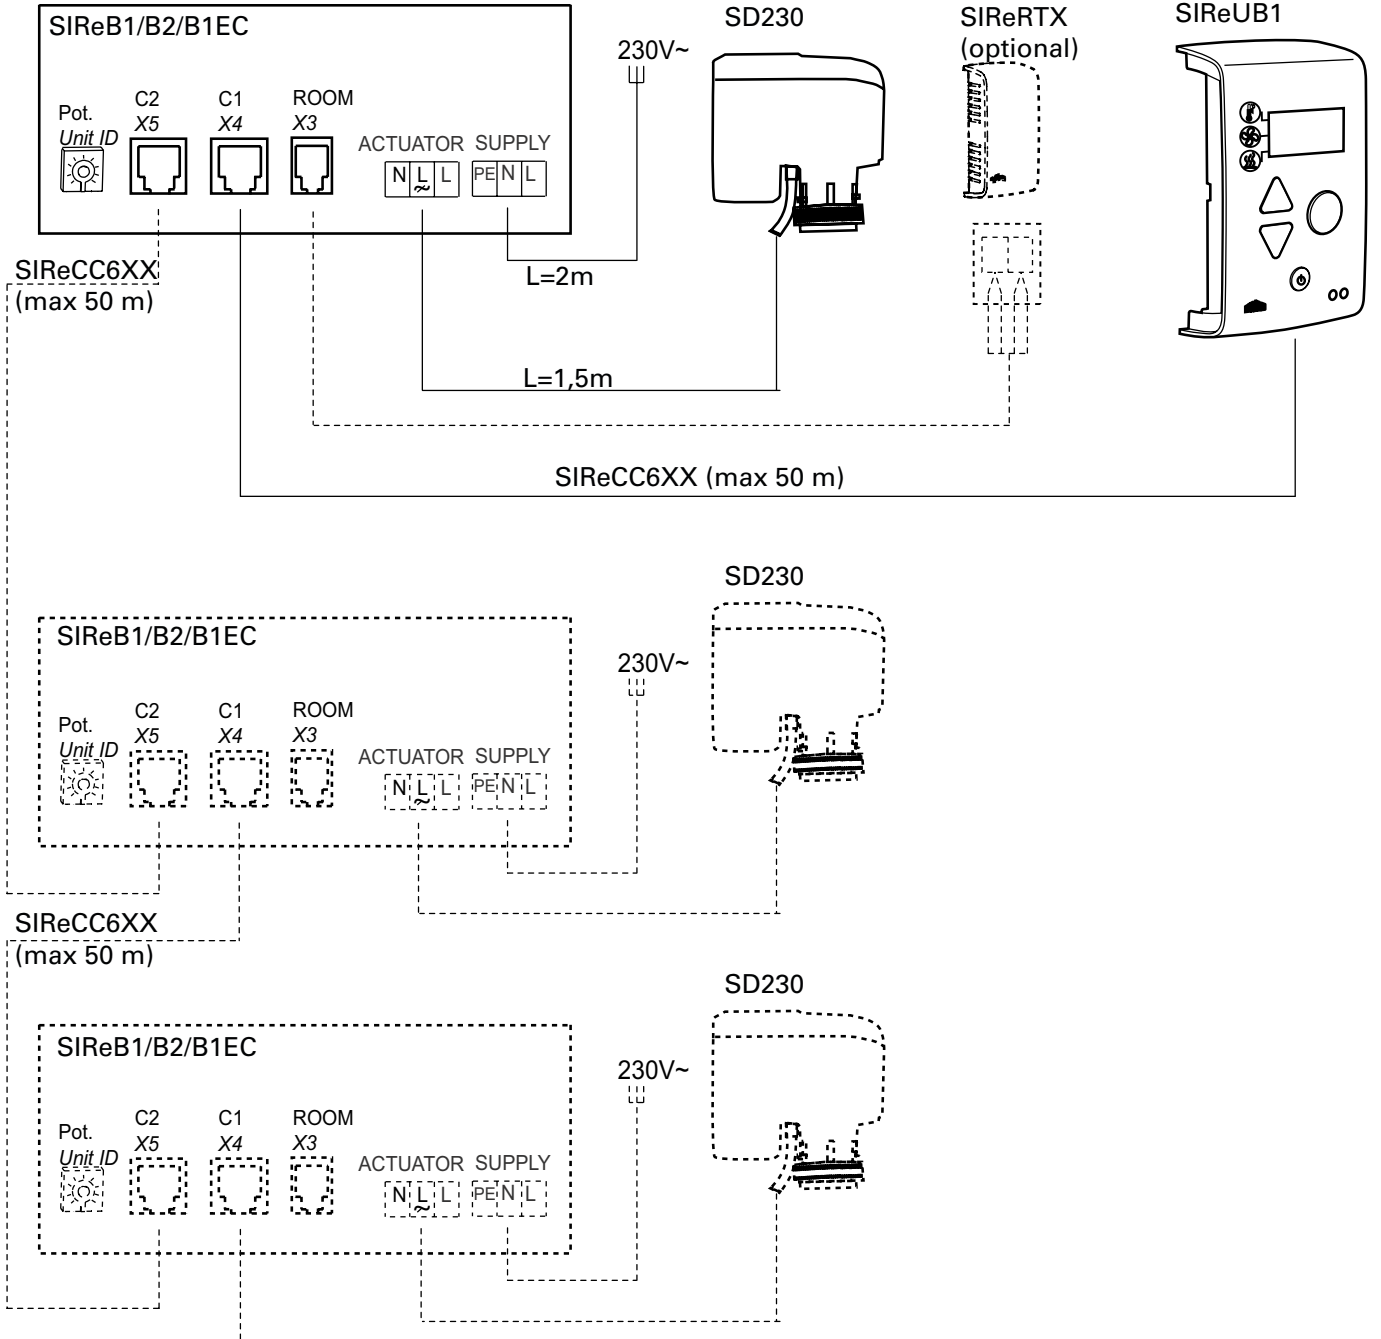 SIReB1/B2/B1EC
230V~
SD230
SIReRTX
(optional)
SIReUB1
Pot.
Unit ID
C2
X5
C1
X4
ROOM
X3
ACTUATOR SUPPLY
N L ~ L PE N L
SIReCC6XX
(max 50 m)
L=2m
L=1,5m
SIReCC6XX (max 50 m)
SD230
SIReB1/B2/B1EC
230V~
Pot.
Unit ID
C2
X5
C1
X4
ROOM
X3
ACTUATOR SUPPLY
N L ~ L PE N L
SIReCC6XX
(max 50 m)
SD230
SIReB1/B2/B1EC
230V~
Pot.
Unit ID
C2
X5
C1
X4
ROOM
X3
ACTUATOR SUPPLY
N L ~ L PE N L